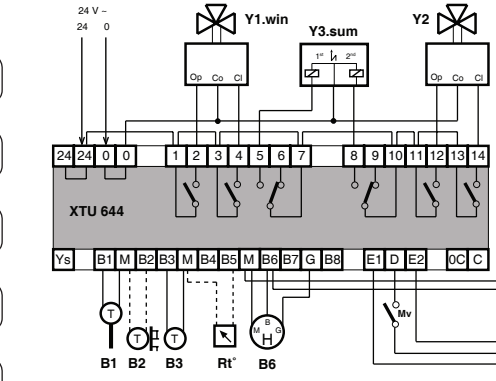 24 V ~
24 0
Y1.win
Y3.sum
Y2
1st 2nd
Op Co Cl
Op Co Cl
24 24 0 0 1 2 3 4 5 6 7 8 9 10 11 12 13 14
XTU 644
Ys B1 M B2 B3 M B4 B5 M B6 B7 G B8 E1 D E2 0C C
Mv
T
T
T
M B G
H
B1 B2 B3 Rt° B6